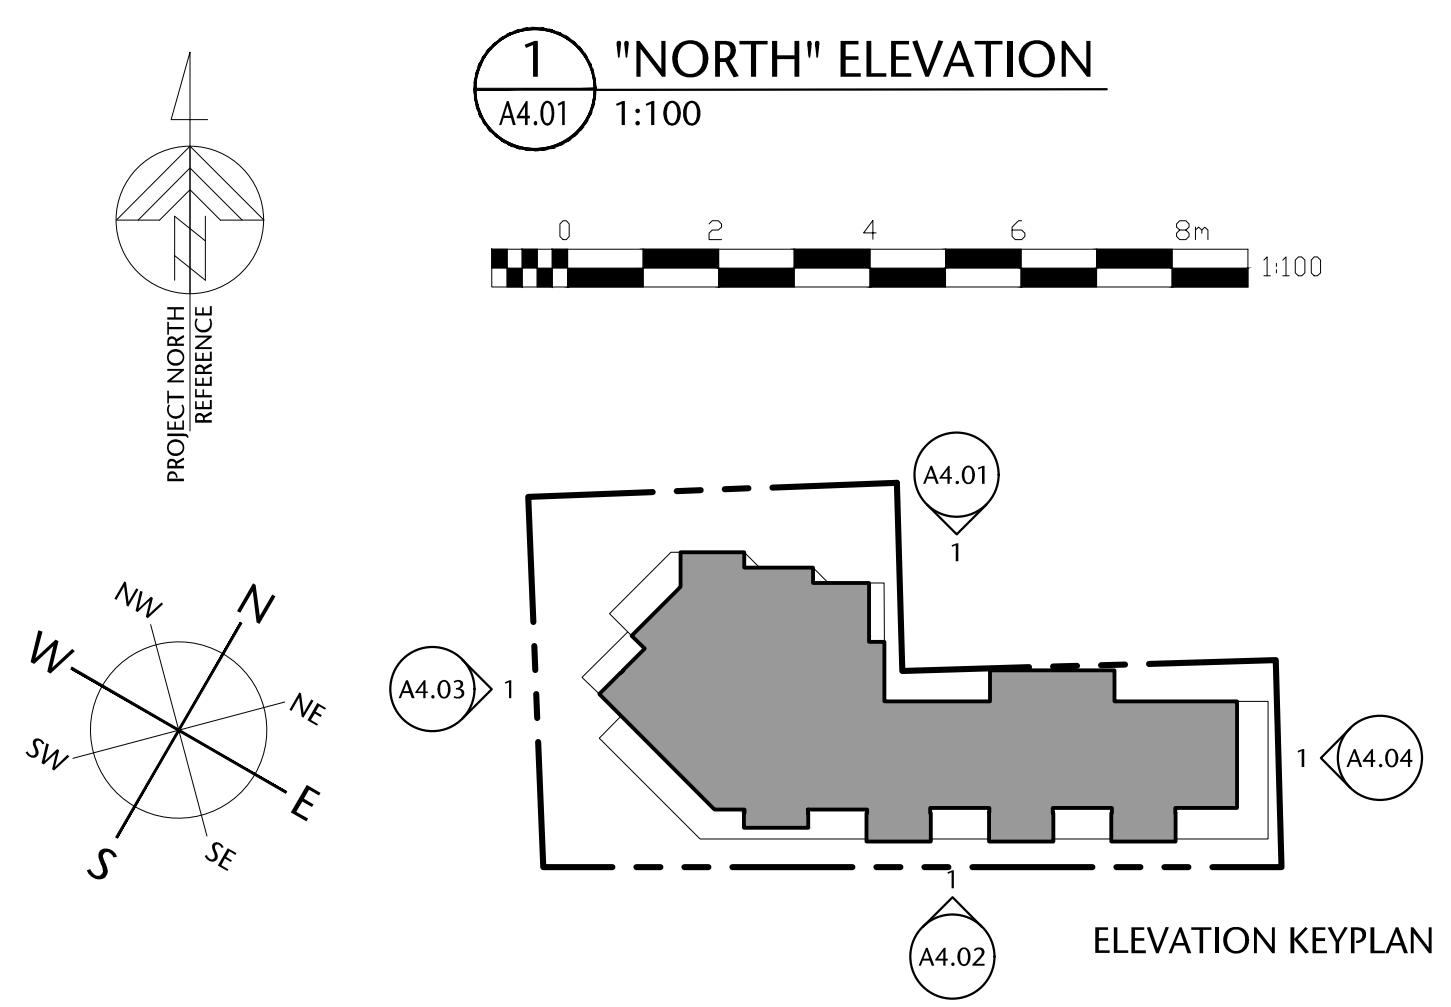 1
"NORTH" ELEVATION
A4.01
1:100
0 2 4 6 8m
1:100
N
PROJECT NORTH
REFERENCE
A4.01
1
NW
N
W
NE
SW
E
SE
S
A4.03
1
1
A4.04
1
A4.02
ELEVATION KEYPLAN